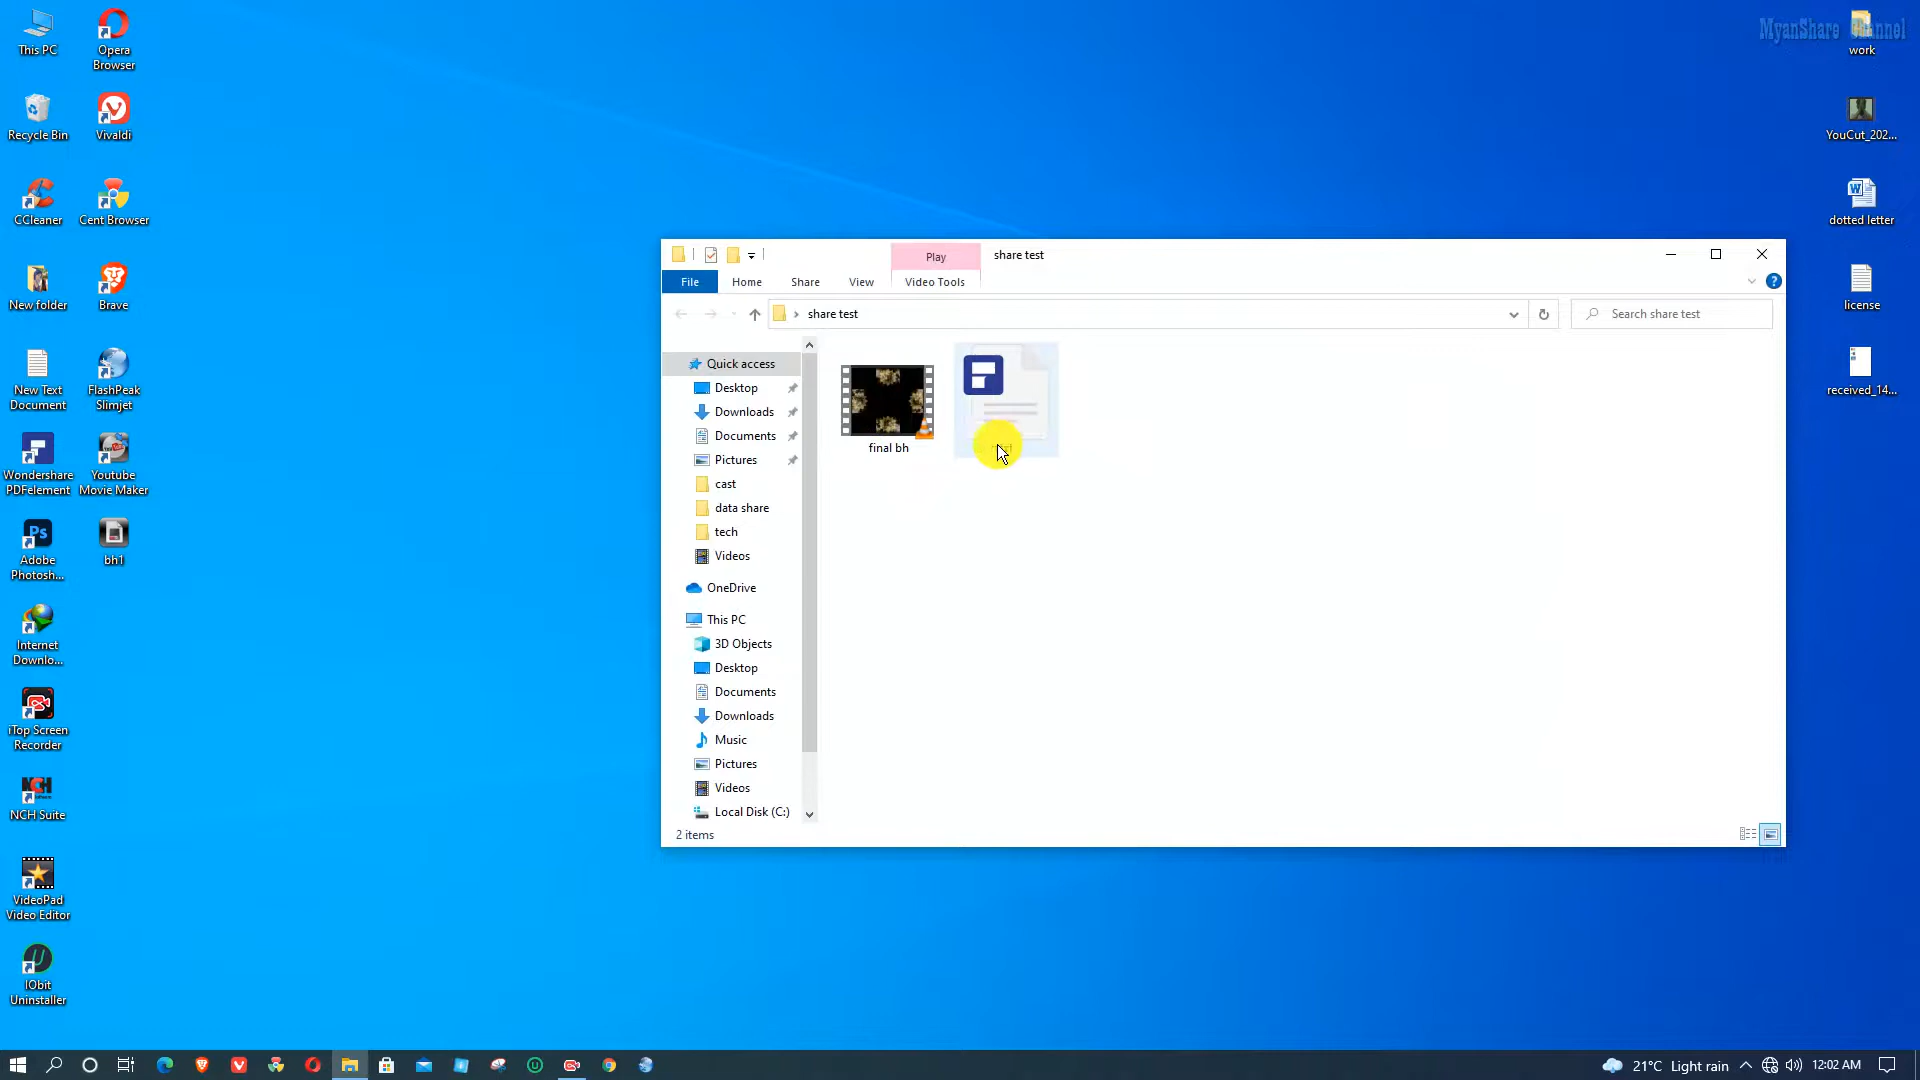 This PC
Opera
Browser
Recycle Bin
Vivaldi
CCleaner
Cent Browser
New folder
Brave
New Text
Document
FlashPeak
Slimjet
Wondershare
PDFelement
Youtube
Movie Maker
Ps
Adobe
Photosh...
bh1
Internet
Downlo...
iTop Screen
Recorder
NCH
NCH Suite
VideoPad
Video Editor
IObit
Uninstaller
MyanShare Channel
work
YouCut_202...
dotted letter
license
received_14...
Play
share test
File
Home
Share
View
Video Tools
share test
Search share test
Quick access
Desktop
Downloads
Documents
Pictures
cast
data share
tech
Videos
OneDrive
This PC
3D Objects
Desktop
Documents
Downloads
Music
Pictures
Videos
Local Disk (C:)
final bh
2 items
21°C Light rain
12:02 AM